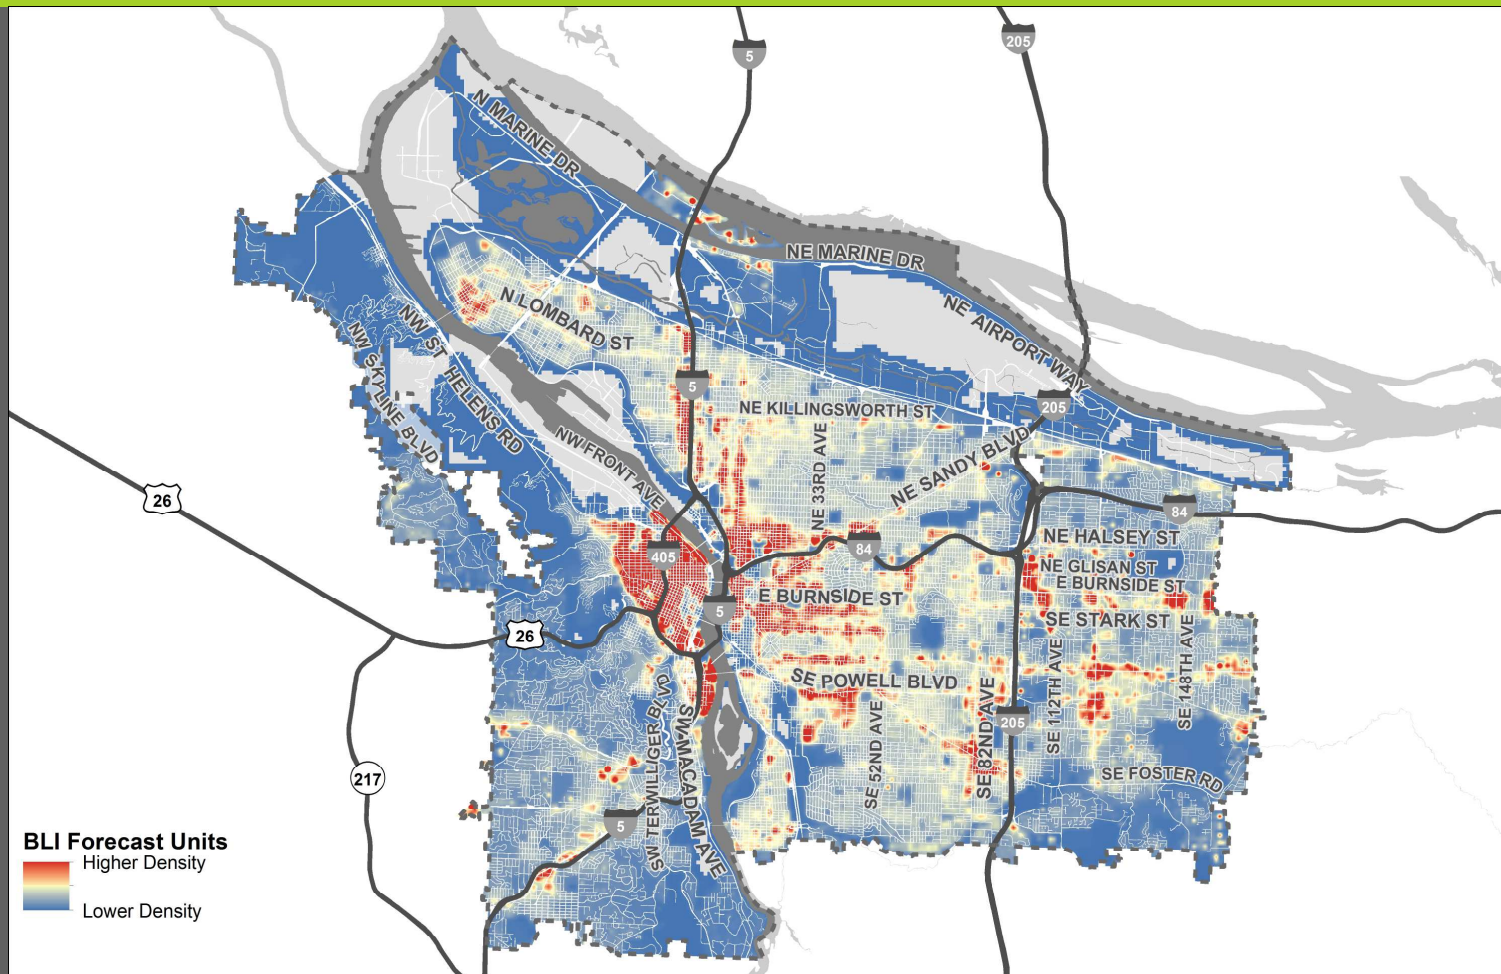 5
205
N MARINE DR
NE MARINE DR
N LOMBARD ST
NE AIRPORT WAY
NW ST HELENS RD
NW SKYLINE BLVD
5
NE KILLINGSWORTH ST
205
NW FRONT AVE
NE 33RD AVE
NE SANDY BLVD
26
84
405
84
NE HALSEY ST
NE GLISAN ST
E BURNSIDE ST
E BURNSIDE ST
5
26
SE STARK ST
SE POWELL BLVD
SE 148TH AVE
SE 112TH AVE
SW TERWILLIGER BLVD
SW MACADAM AVE
SE 52ND AVE
SE 82ND AVE
205
217
SE FOSTER RD
5
BLI Forecast Units
Higher Density
Lower Density